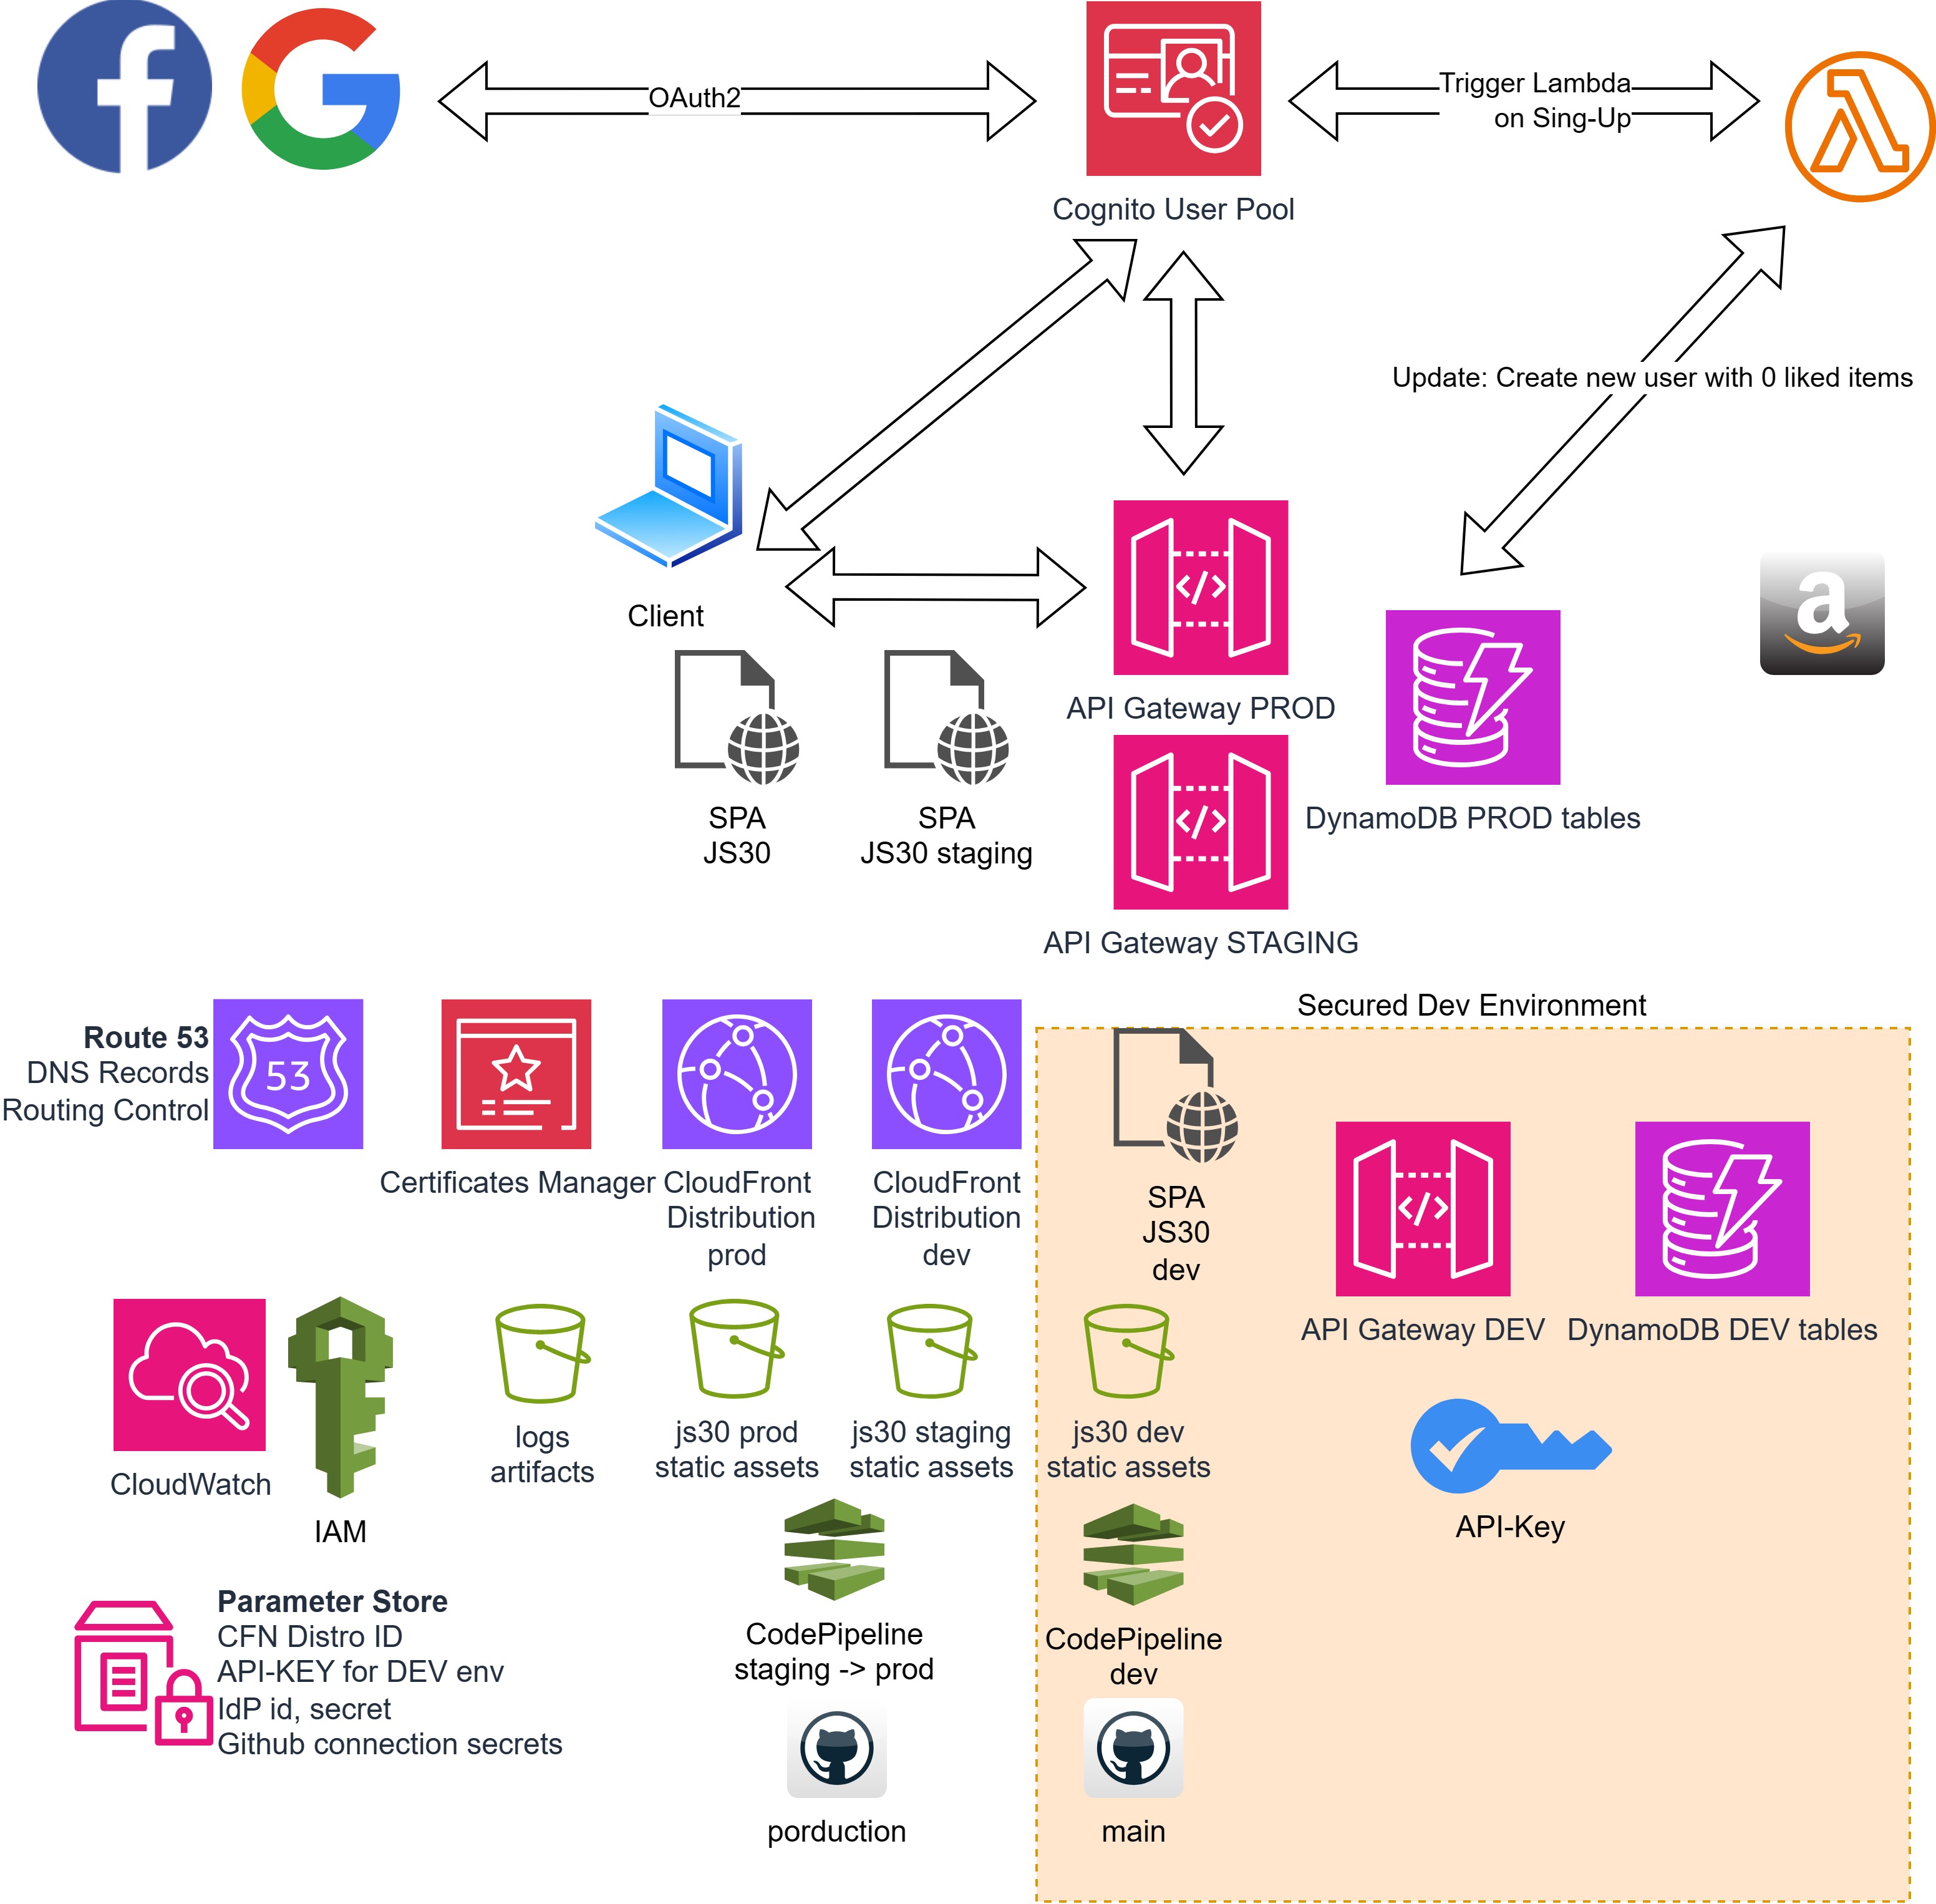 OAuth2
Trigger Lambda
on Sing-Up
Cognito User Pool
Update: Create new user with 0 liked items
Client
API Gateway PROD
SPA
JS30
SPA
JS30 staging
DynamoDB PROD tables
API Gateway STAGING
Secured Dev Environment
Route 53
DNS Records
Routing Control
53
Certificates Manager
CloudFront
Distribution
prod
CloudFront
Distribution
dev
SPA
JS30
dev
API Gateway DEV
DynamoDB DEV tables
CloudWatch
IAM
logs
artifacts
js30 prod
static assets
js30 staging
static assets
js30 dev
static assets
API-Key
Parameter Store
CFN Distro ID
API-KEY for DEV env
IdP id, secret
Github connection secrets
CodePipeline
staging -> prod
CodePipeline
dev
porduction
main